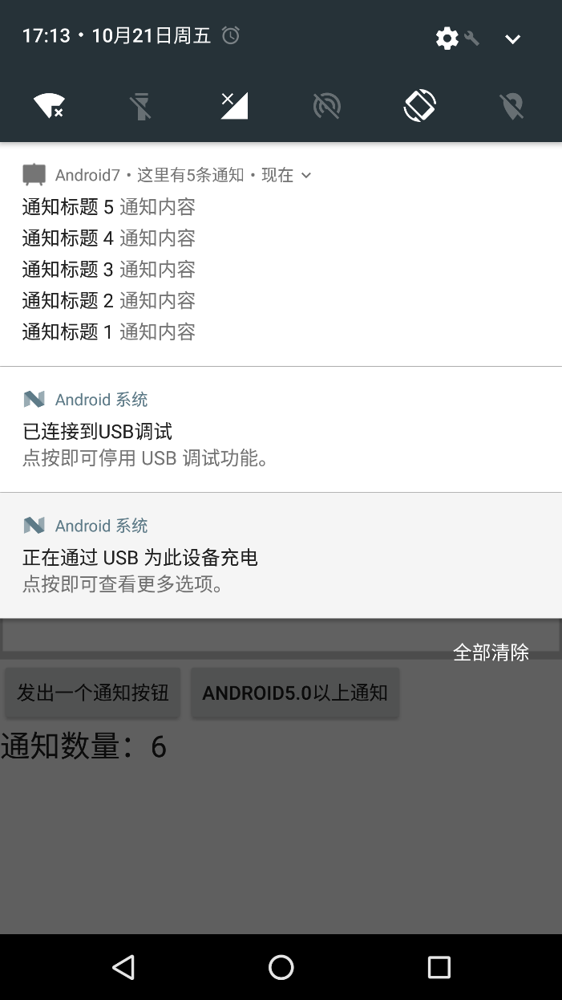 17:13 • 10月21日周五
Android7 • 这里有5条通知 • 现在
通知标题 5 通知内容
通知标题 4 通知内容
通知标题 3 通知内容
通知标题 2 通知内容
通知标题 1 通知内容
Android 系统
已连接到USB调试
点按即可停用 USB 调试功能。
Android 系统
正在通过 USB 为此设备充电
点按即可查看更多选项。
全部清除
发出一个通知按钮 ANDROID5.0以上通知
通知数量：6